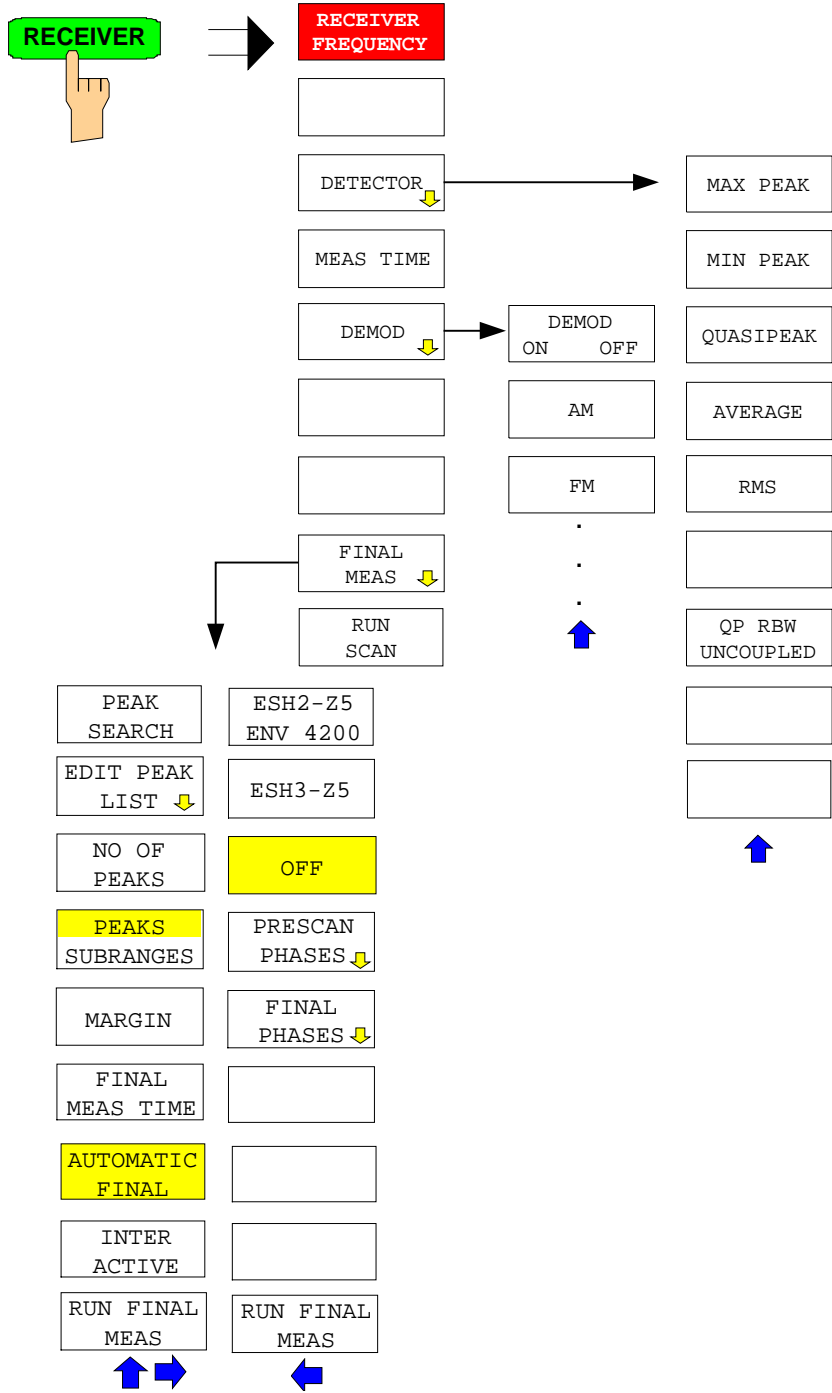 RECEIVER
RECEIVER
FREQUENCY
DETECTOR
MEAS TIME
DEMOD
FINAL
MEAS
RUN
SCAN
DEMOD
ON OFF
AM
FM
.
.
.
MAX PEAK
MIN PEAK
QUASIPEAK
AVERAGE
RMS
QP RBW
UNCOUPLED
PEAK
SEARCH
EDIT PEAK
LIST
NO OF
PEAKS
PEAKS
SUBRANGES
MARGIN
FINAL
MEAS TIME
AUTOMATIC
FINAL
INTER
ACTIVE
RUN FINAL
MEAS
ESH2-Z5
ENV 4200
ESH3-Z5
OFF
PRESCAN
PHASES
FINAL
PHASES
RUN FINAL
MEAS